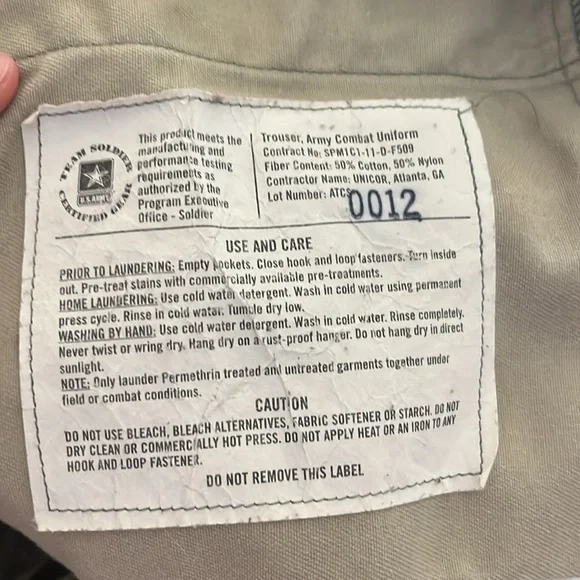 TEAM SOLDIER
U.S. ARMY
CERTIFIED GEAR
This product meets the
manufacturing and
performance testing
requirements as
authorized by the
Program Executive
Office - Soldier
Trouser, Army Combat Uniform
Contract No: SPM1C1-11-D-F509
Fiber Content: 50% Cotton, 50% Nylon
Contractor Name: UNICOR, Atlanta, GA
Lot Number: ATCS
0012
USE AND CARE
PRIOR TO LAUNDERING: Empty pockets. Close hook and loop fasteners. Turn inside
out. Pre-treat stains with commercially available pre-treatments.
HOME LAUNDERING: Use cold water detergent. Wash in cold water using permanent
press cycle. Rinse in cold water. Tumble dry low.
WASHING BY HAND: Use cold water detergent. Wash in cold water. Rinse completely.
Never twist or wring dry. Hang dry on a rust-proof hanger. Do not hang dry in direct
sunlight.
NOTE: Only launder Permethrin treated and untreated garments together under
field or combat conditions.
CAUTION
DO NOT USE BLEACH, BLEACH ALTERNATIVES, FABRIC SOFTENER OR STARCH. DO NOT
DRY CLEAN OR COMMERCIALLY HOT PRESS. DO NOT APPLY HEAT OR AN IRON TO ANY
HOOK AND LOOP FASTENER.
DO NOT REMOVE THIS LABEL